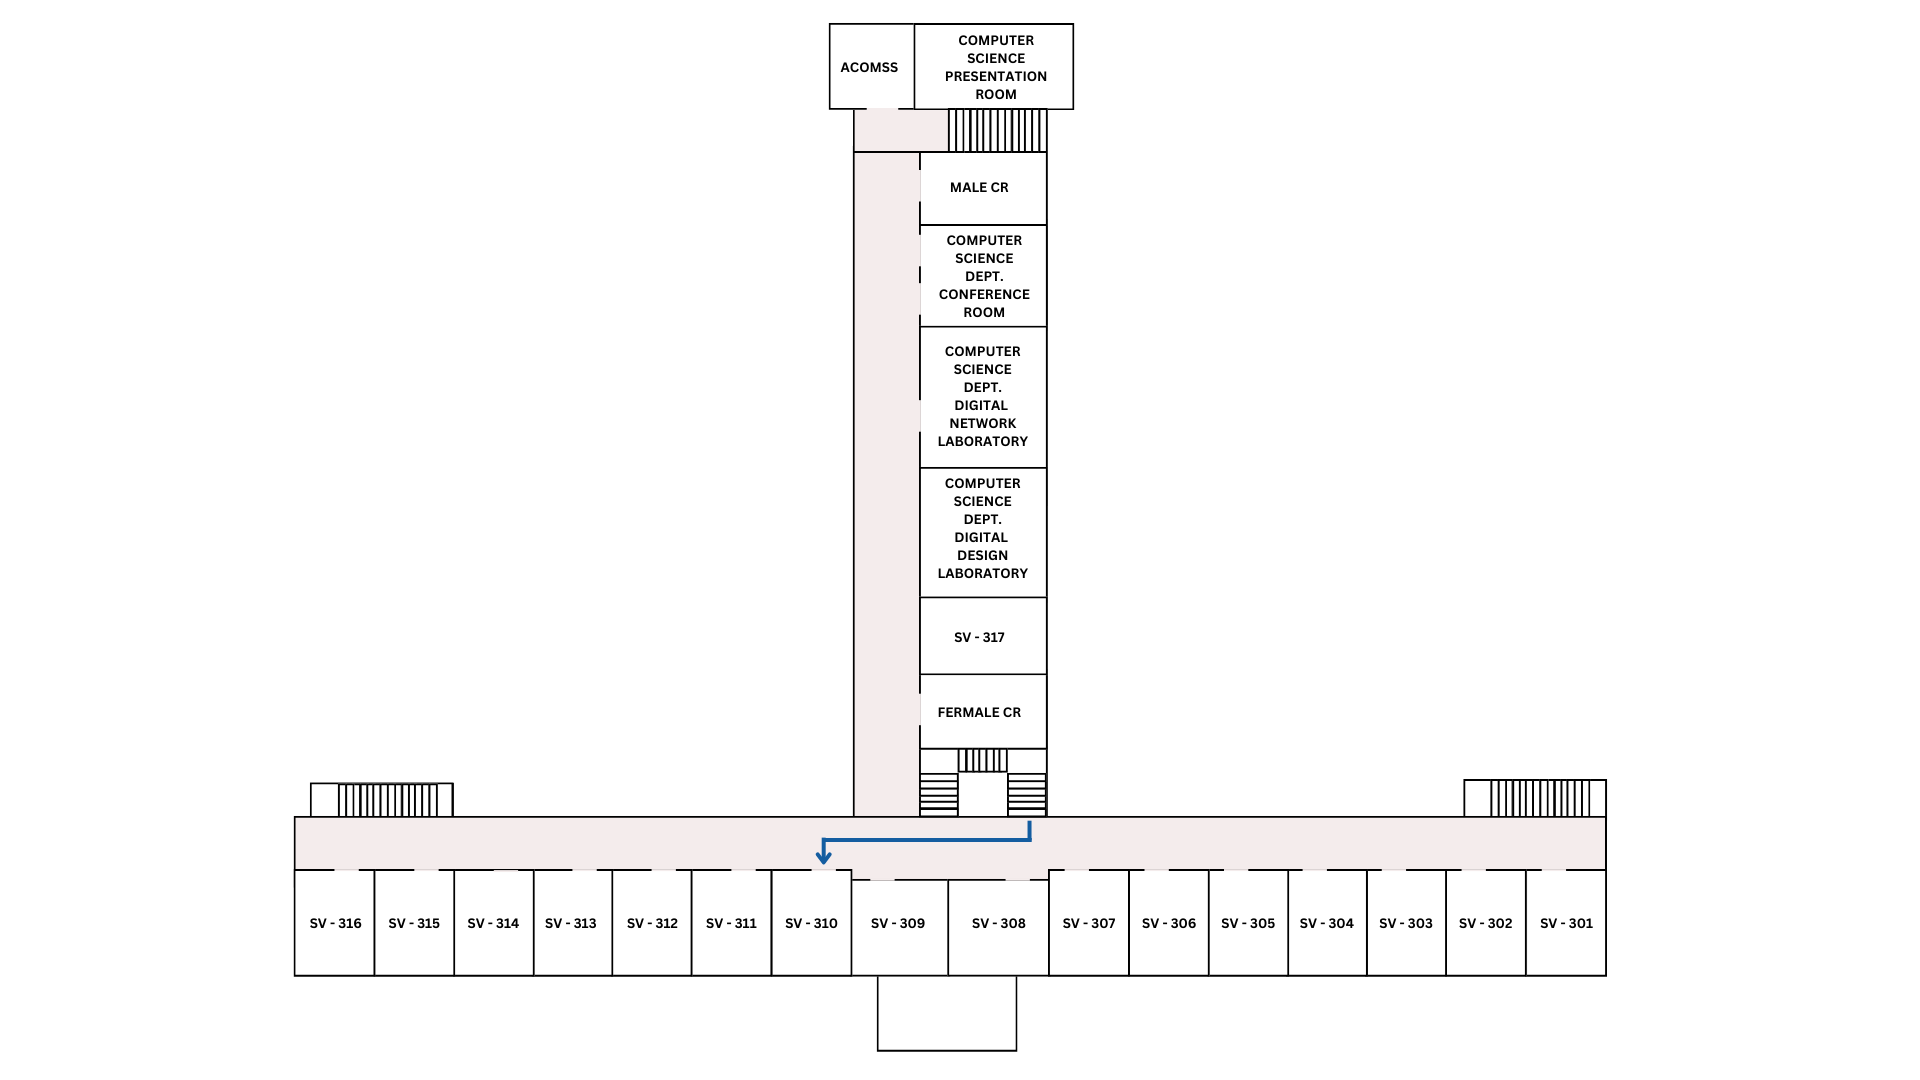 ACOMSS
COMPUTER
SCIENCE
PRESENTATION
ROOM
MALE CR
COMPUTER
SCIENCE
DEPT.
CONFERENCE
ROOM
COMPUTER
SCIENCE
DEPT.
DIGITAL
NETWORK
LABORATORY
COMPUTER
SCIENCE
DEPT.
DIGITAL
DESIGN
LABORATORY
SV - 317
FERMALE CR
SV - 316
SV - 315
SV - 314
SV - 313
SV - 312
SV - 311
SV - 310
SV - 309
SV - 308
SV - 307
SV - 306
SV - 305
SV - 304
SV - 303
SV - 302
SV - 301